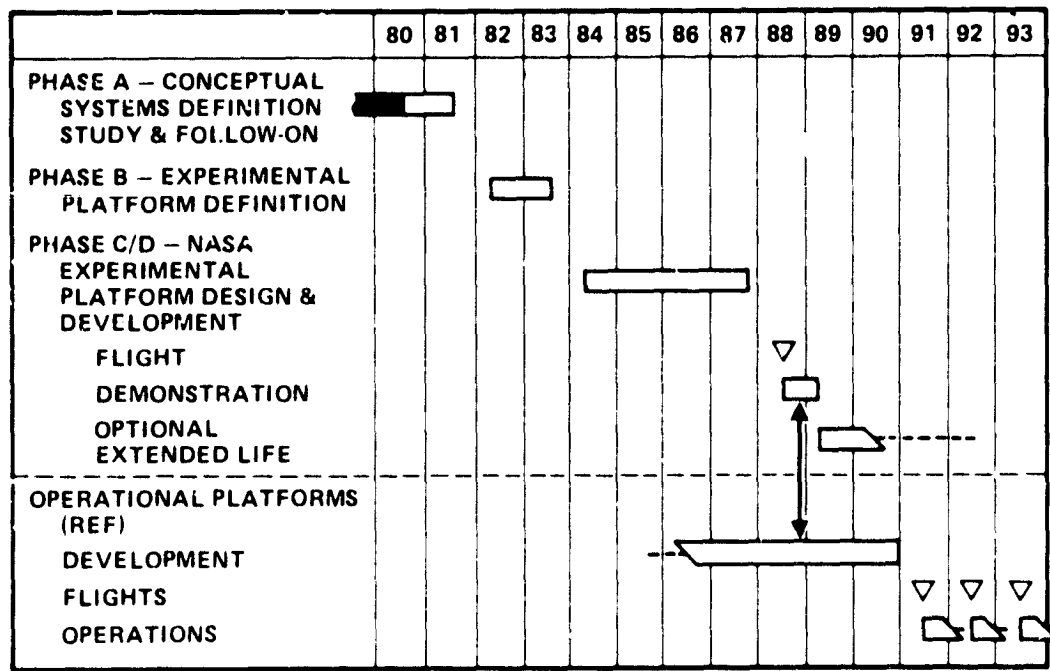 80 81 82 83 84 85 86 87 88 89 90 91 92 93
PHASE A – CONCEPTUAL
SYSTEMS DEFINITION
STUDY & FOLLOW-ON
PHASE B – EXPERIMENTAL
PLATFORM DEFINITION
PHASE C/D – NASA
EXPERIMENTAL
PLATFORM DESIGN &
DEVELOPMENT
FLIGHT
DEMONSTRATION
OPTIONAL
EXTENDED LIFE
OPERATIONAL PLATFORMS
(REF)
DEVELOPMENT
FLIGHTS
OPERATIONS